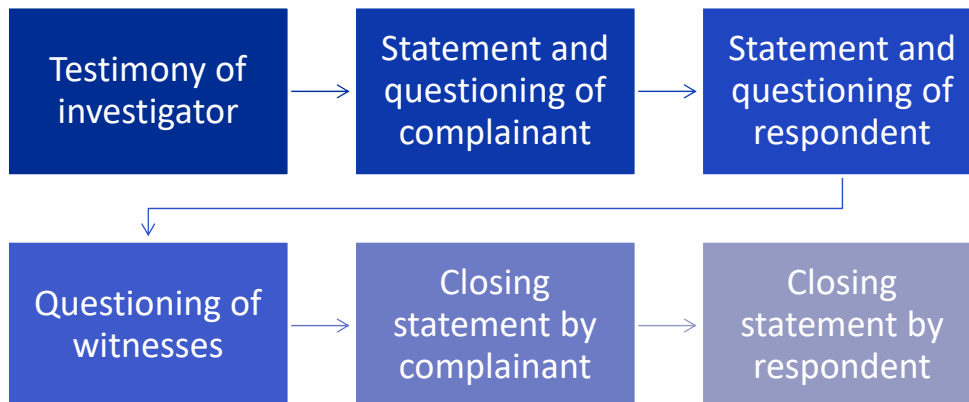 Testimony of
investigator
Statement and
questioning of
complainant
Statement and
questioning of
respondent
Questioning of
witnesses
Closing
statement by
complainant
Closing
statement by
respondent